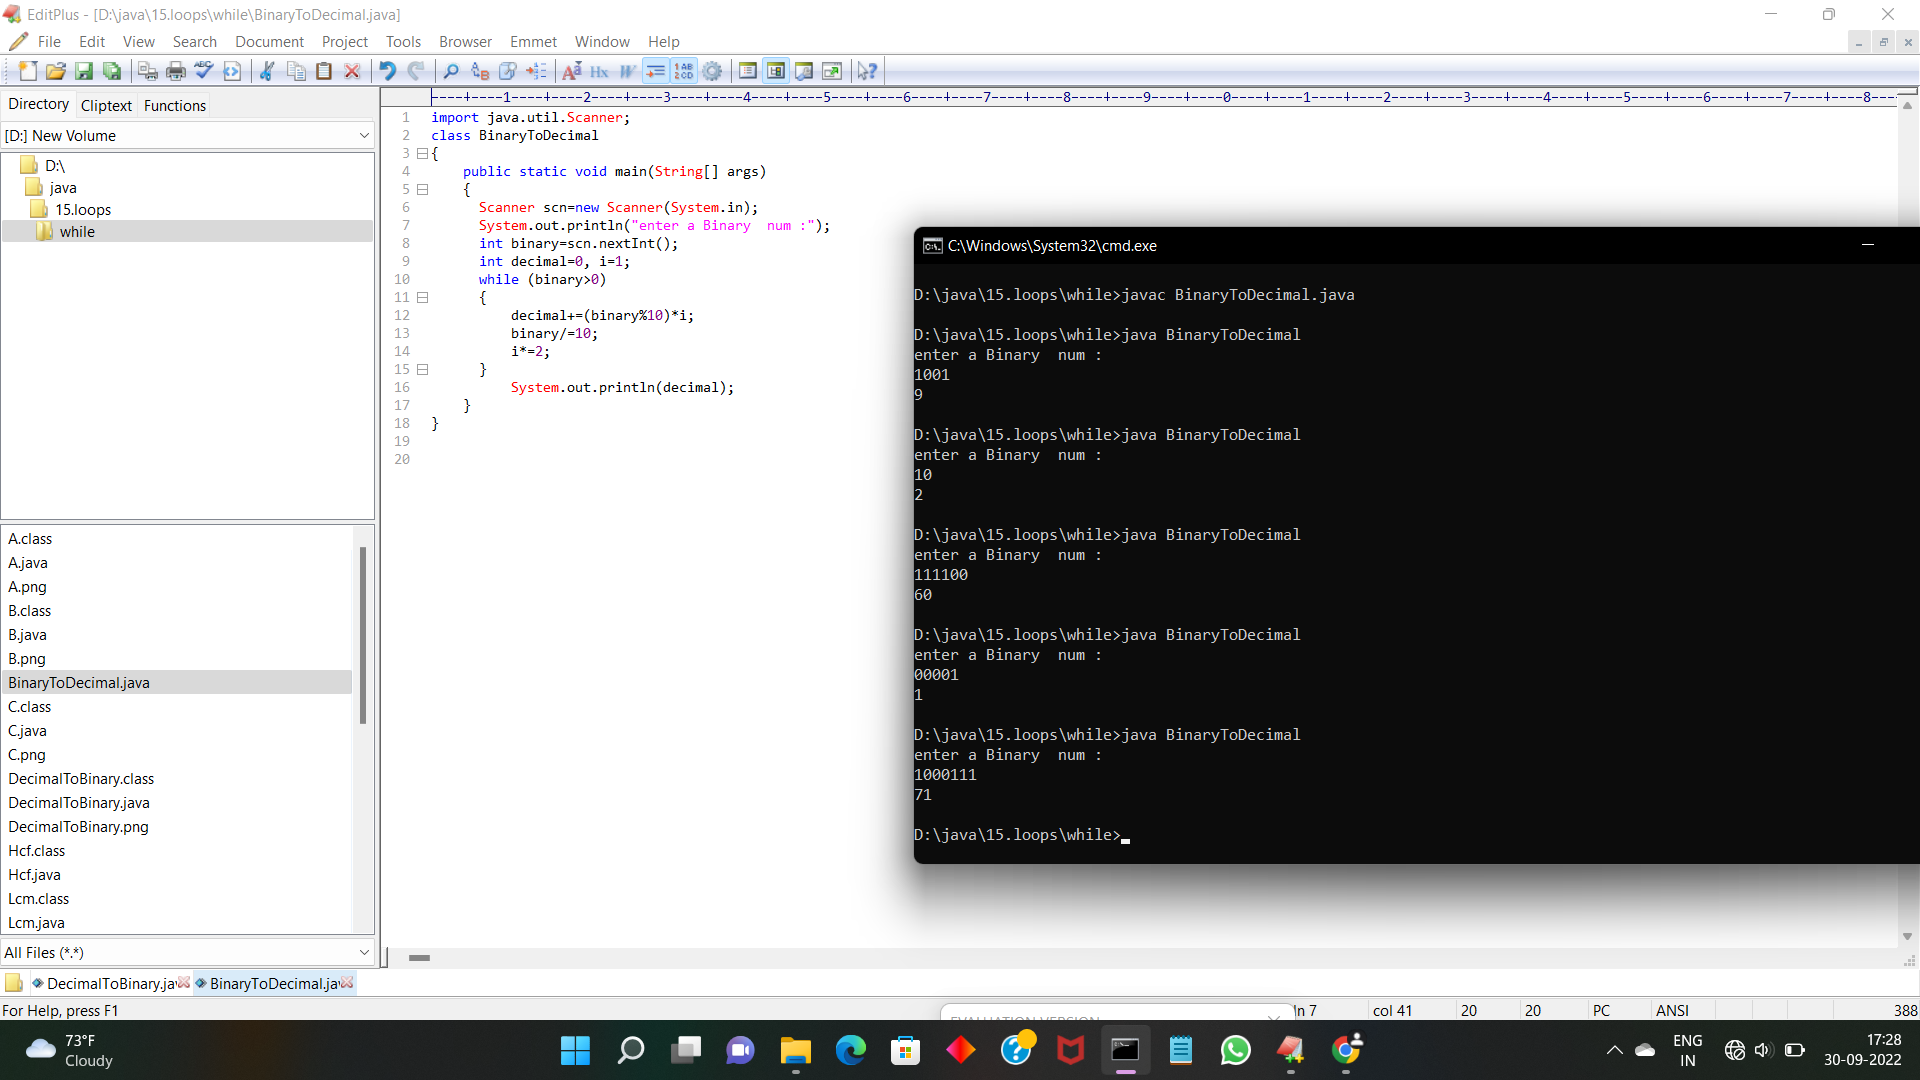 EditPlus - [D:\java\15.loops\while\BinaryToDecimal.java]
File Edit View Search Document Project Tools Browser Emmet Window Help
Directory Cliptext Functions
[D:] New Volume
D:\
java
15.loops
while
A.class
A.java
A.png
B.class
B.java
B.png
BinaryToDecimal.java
C.class
C.java
C.png
DecimalToBinary.class
DecimalToBinary.java
DecimalToBinary.png
Hcf.class
Hcf.java
Lcm.class
Lcm.java
All Files (*.*)
----+----1----+----2----+----3----+----4----+----5----+----6----+----7----+----8----+----9----+----0----+----1----+----2----+----3----+----4----+----5----+----6----+----7----+----8---
1 import java.util.Scanner;
2 class BinaryToDecimal
3 {
4 public static void main(String[] args)
5 {
6 Scanner scn=new Scanner(System.in);
7 System.out.println("enter a Binary  num :");
8 int binary=scn.nextInt();
9 int decimal=0, i=1;
10 while (binary>0)
11 {
12 decimal+=(binary%10)*i;
13 binary/=10;
14 i*=2;
15 }
16 System.out.println(decimal);
17 }
18 }
19
20
C:\Windows\System32\cmd.exe
D:\java\15.loops\while>javac BinaryToDecimal.java
D:\java\15.loops\while>java BinaryToDecimal
enter a Binary  num :
1001
9
D:\java\15.loops\while>java BinaryToDecimal
enter a Binary  num :
10
2
D:\java\15.loops\while>java BinaryToDecimal
enter a Binary  num :
111100
60
D:\java\15.loops\while>java BinaryToDecimal
enter a Binary  num :
00001
1
D:\java\15.loops\while>java BinaryToDecimal
enter a Binary  num :
1000111
71
D:\java\15.loops\while>
DecimalToBinary.ja BinaryToDecimal.ja
For Help, press F1
EVALUATION VERSION
ln 7 col 41 20 20 PC ANSI 388
73°F
Cloudy
ENG
IN
17:28
30-09-2022